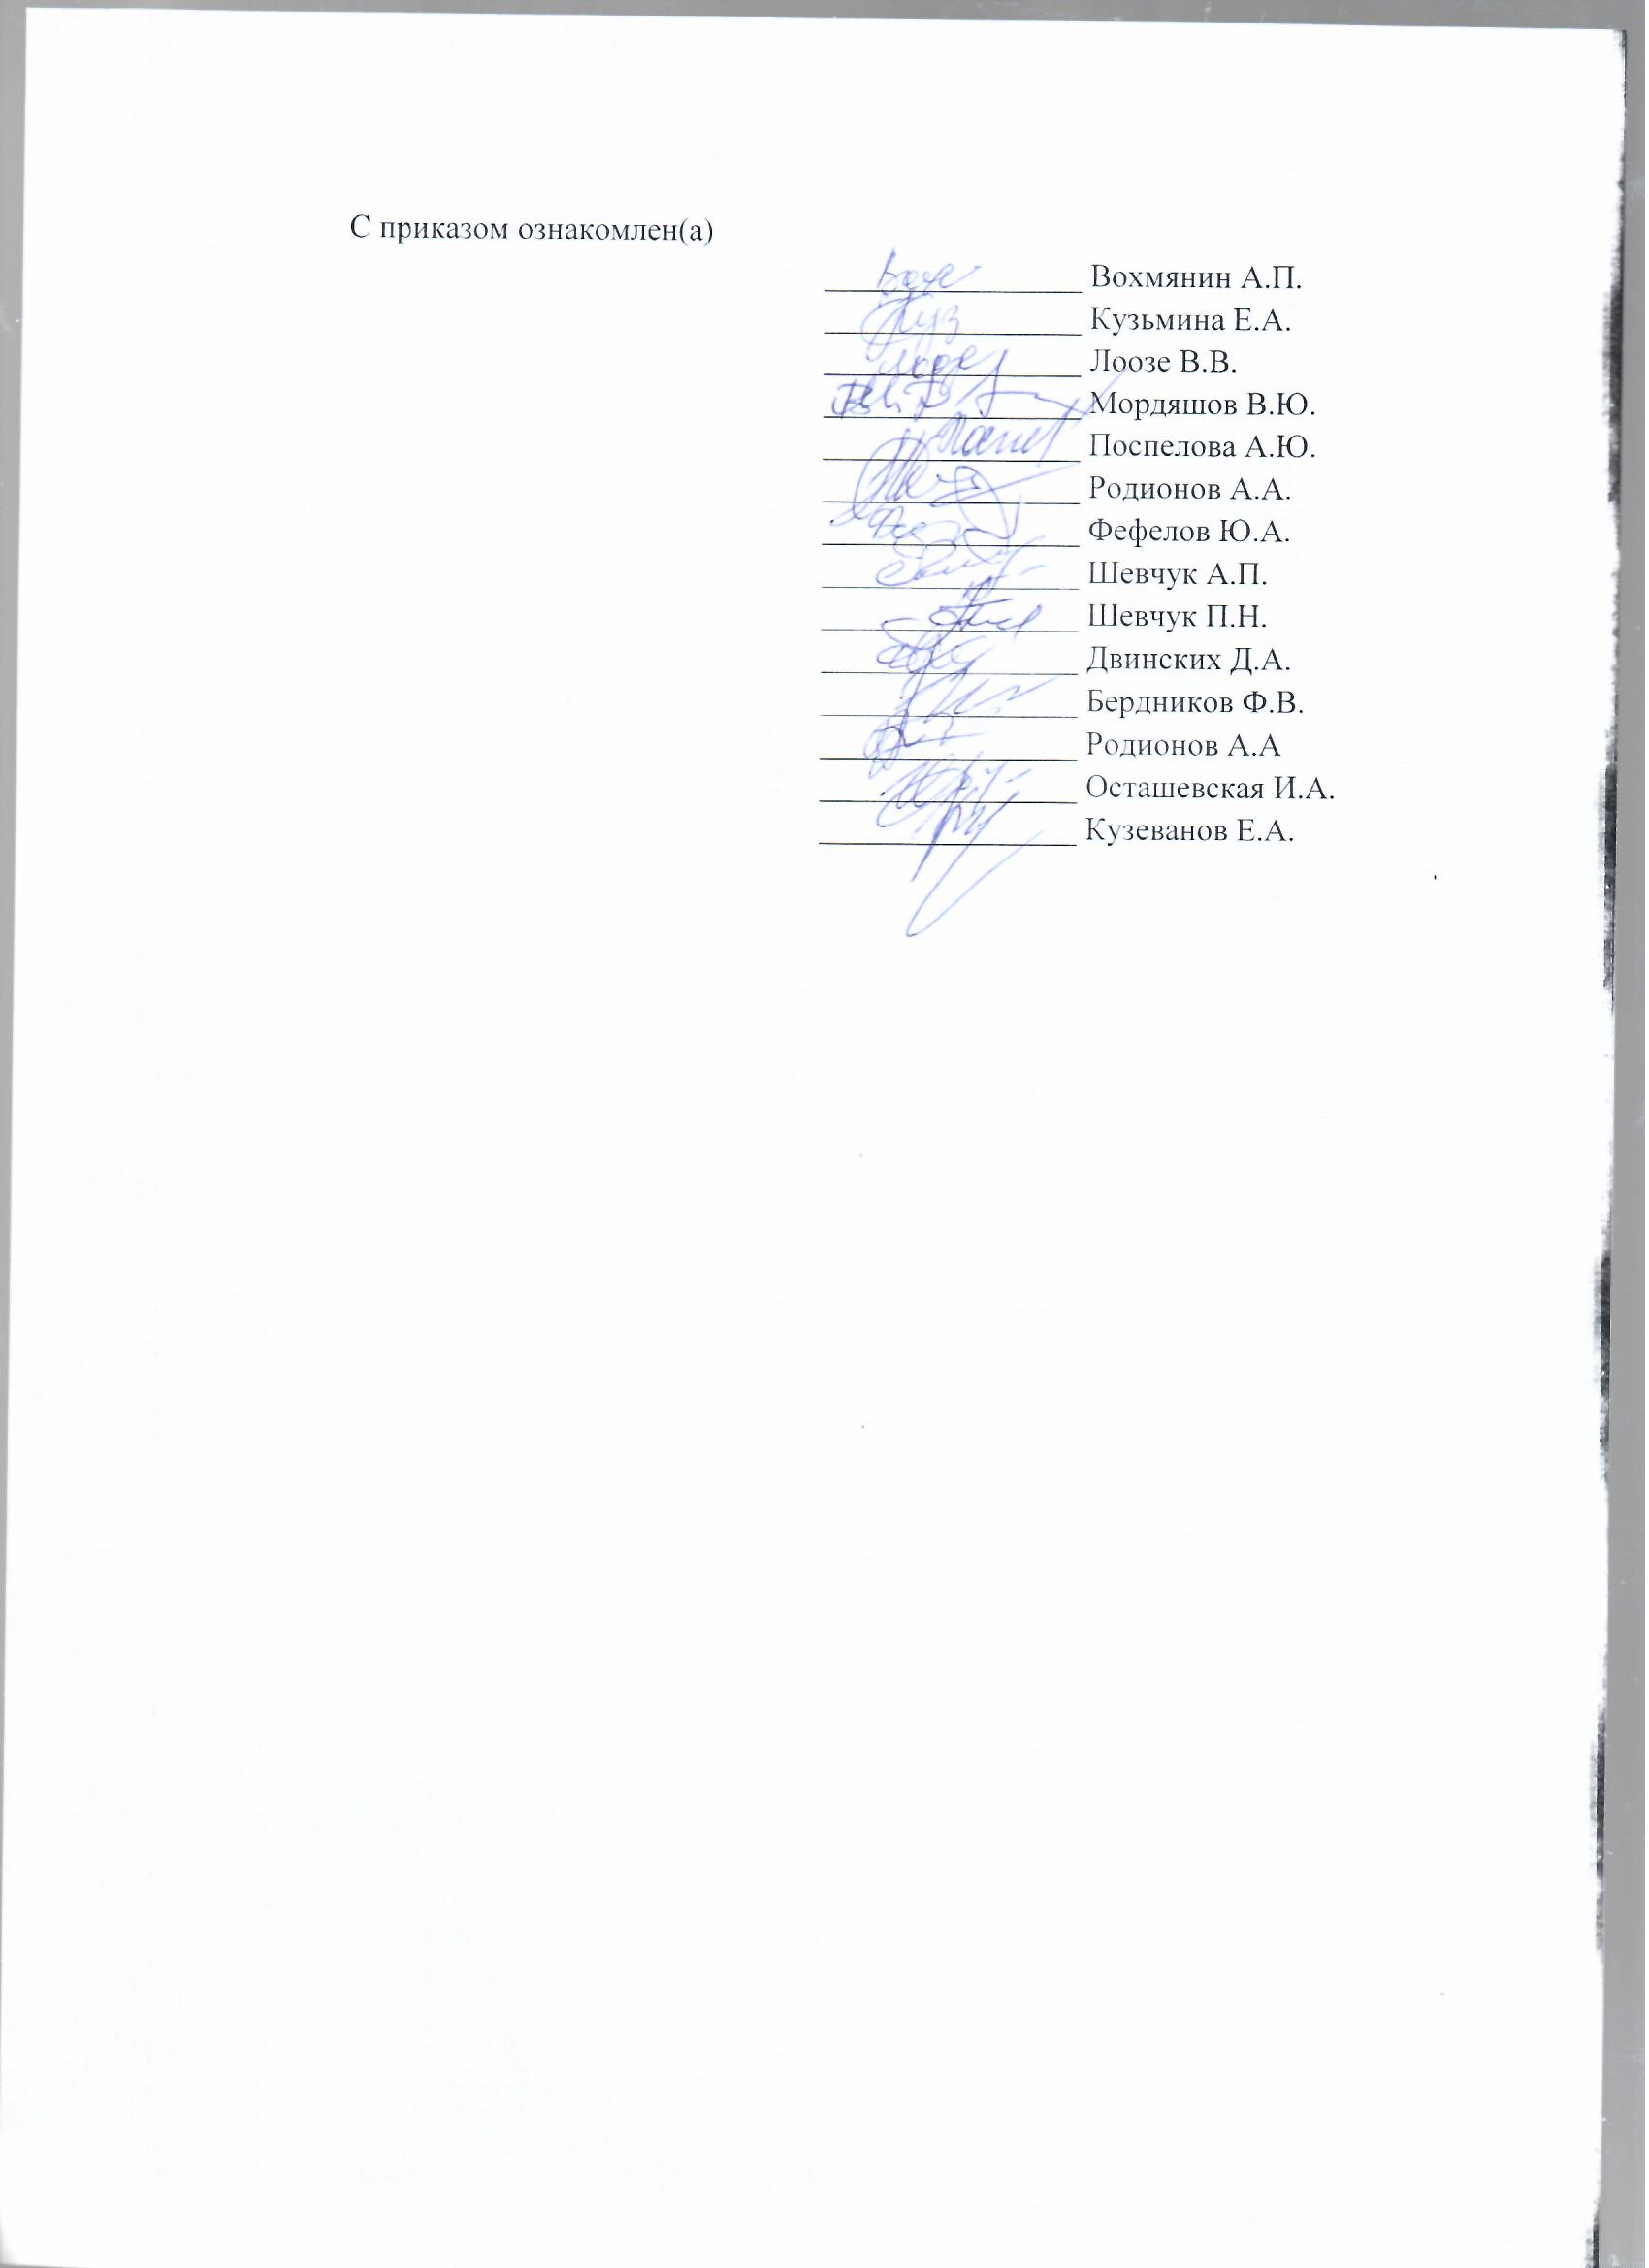 С приказом ознакомлен(а)
Вохмянин А.П.
Кузьмина Е.А.
Лоозе В.В.
Мордяшов В.Ю.
Поспелова А.Ю.
Родионов А.А.
Фефелов Ю.А.
Шевчук А.П.
Шевчук П.Н.
Двинских Д.А.
Бердников Ф.В.
Родионов А.А
Осташевская И.А.
Кузеванов Е.А.